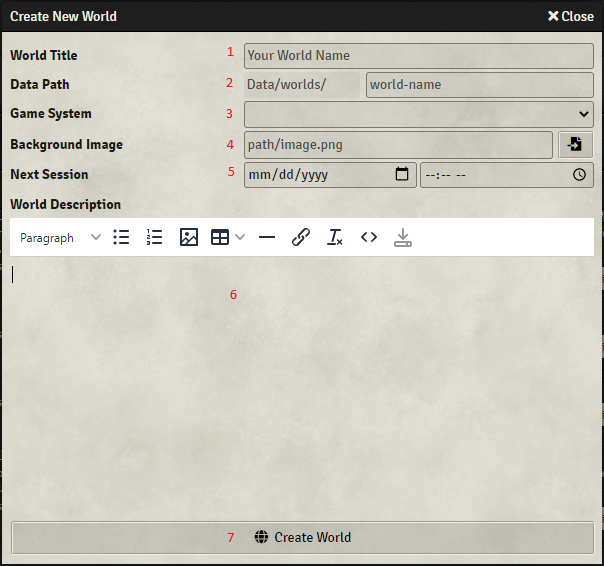 Create New World Close
World Title 1 Your World Name
Data Path 2 Data/worlds/ world-name
Game System 3
Background Image 4 path/image.png
Next Session 5 mm/dd/yyyy --:-- --
World Description
Paragraph
6
7 Create World